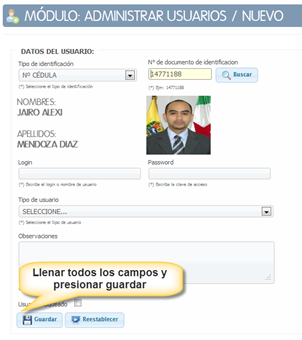 MÓDULO: ADMINISTRAR USUARIOS / NUEVO
DATOS DEL USUARIO:
Tipo de identificación
Nº de documento de identificacion
Nº CÉDULA
14771188
Buscar
(*) Seleccione el tipo de identificación
(*) Ejm: 14771188
NOMBRES:
JAIRO ALEXI
APELLIDOS:
MENDOZA DIAZ
Login
Password
(*) Escriba el login o nombre de usuario
(*) Escriba la clave de acceso
Tipo de usuario
SELECCIONE...
(*) Seleccione el tipo de usuario
Observaciones
Llenar todos los campos y
presionar guardar
Guardar
Reestablecer